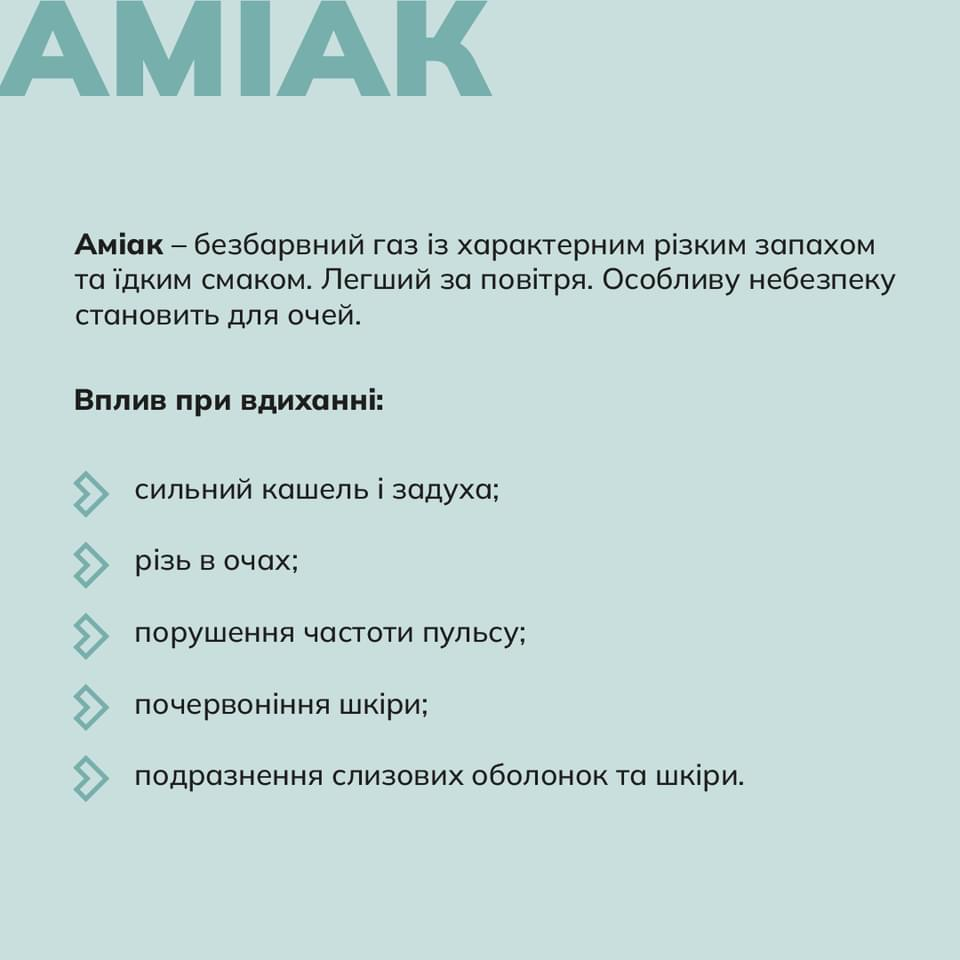 АМІАК
Аміак – безбарвний газ із характерним різким запахом
та їдким смаком. Легший за повітря. Особливу небезпеку
становить для очей.
Вплив при вдиханні:
сильний кашель і задуха;
різь в очах;
порушення частоти пульсу;
почервоніння шкіри;
подразнення слизових оболонок та шкіри.